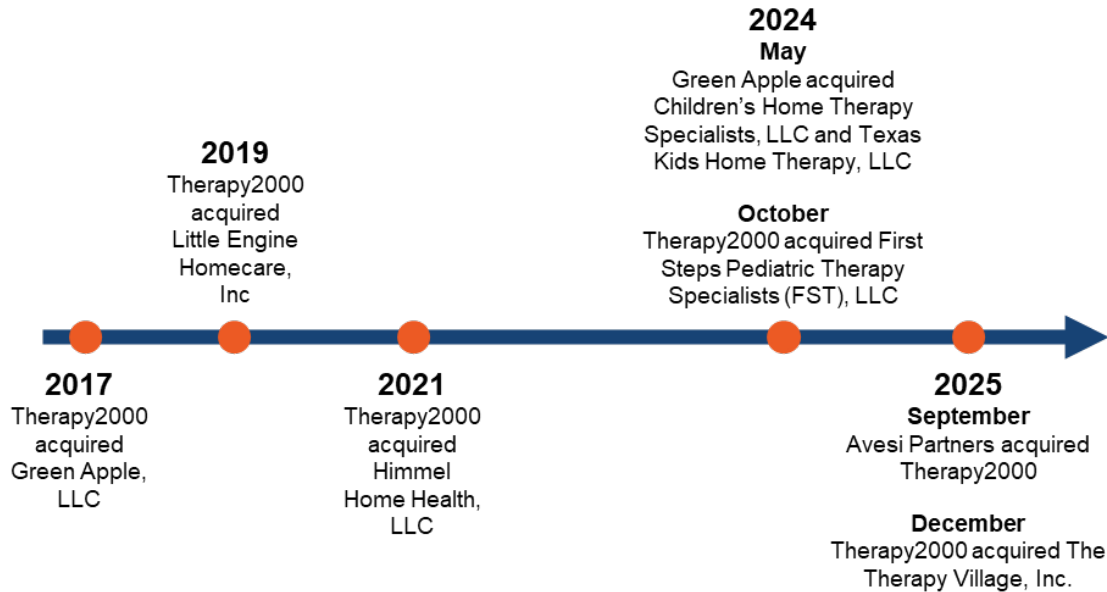 2017
Therapy2000
acquired
Green Apple,
LLC
2019
Therapy2000
acquired
Little Engine
Homecare,
Inc
2021
Therapy2000
acquired
Himmel
Home Health,
LLC
2024
May
Green Apple acquired
Children’s Home Therapy
Specialists, LLC and Texas
Kids Home Therapy, LLC
October
Therapy2000 acquired First
Steps Pediatric Therapy
Specialists (FST), LLC
2025
September
Avesi Partners acquired
Therapy2000
December
Therapy2000 acquired The
Therapy Village, Inc.